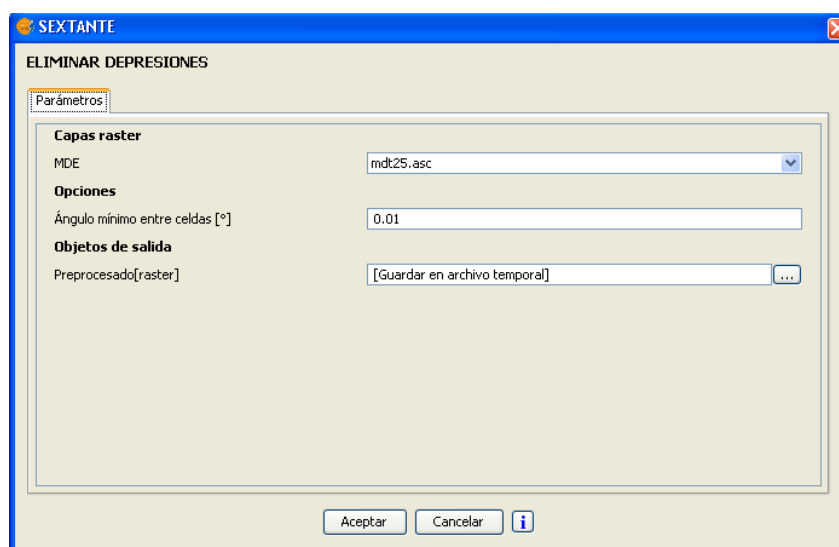 SEXTANTE
ELIMINAR DEPRESIONES
Parámetros
Capas raster
MDE mdt25.asc
Opciones
Ángulo mínimo entre celdas [°] 0.01
Objetos de salida
Preprocesado[raster] [Guardar en archivo temporal] ...
Aceptar Cancelar i